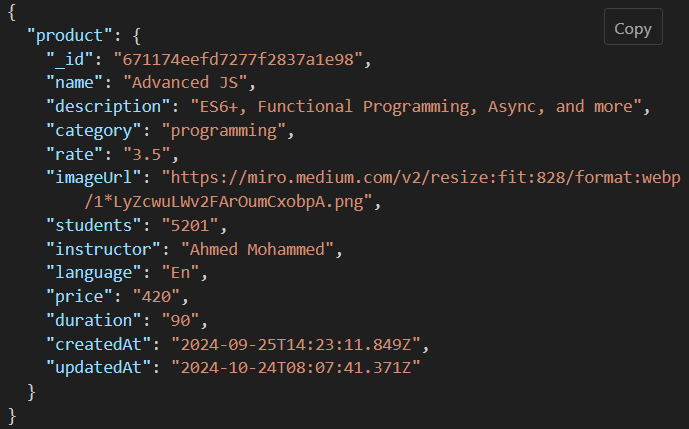 {
Copy
"product": {
"_id": "671174eefd7277f2837a1e98",
"name": "Advanced JS",
"description": "ES6+, Functional Programming, Async, and more",
"category": "programming",
"rate": "3.5",
"imageUrl": "https://miro.medium.com/v2/resize:fit:828/format:webp
/1*LyZcwuLWv2FArOumCxobpA.png",
"students": "5201",
"instructor": "Ahmed Mohammed",
"language": "En",
"price": "420",
"duration": "90",
"createdAt": "2024-09-25T14:23:11.849Z",
"updatedAt": "2024-10-24T08:07:41.371Z"
}
}